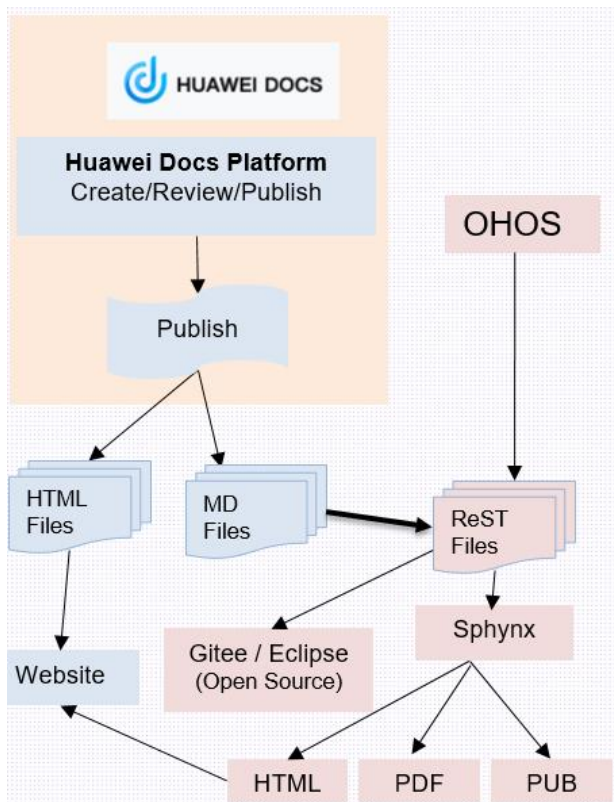 HUAWEI DOCS
Huawei Docs Platform
Create/Review/Publish
OHOS
Publish
HTML
Files
MD
Files
ReST
Files
Gitee / Eclipse
(Open Source)
Sphynx
Website
HTML
PDF
PUB